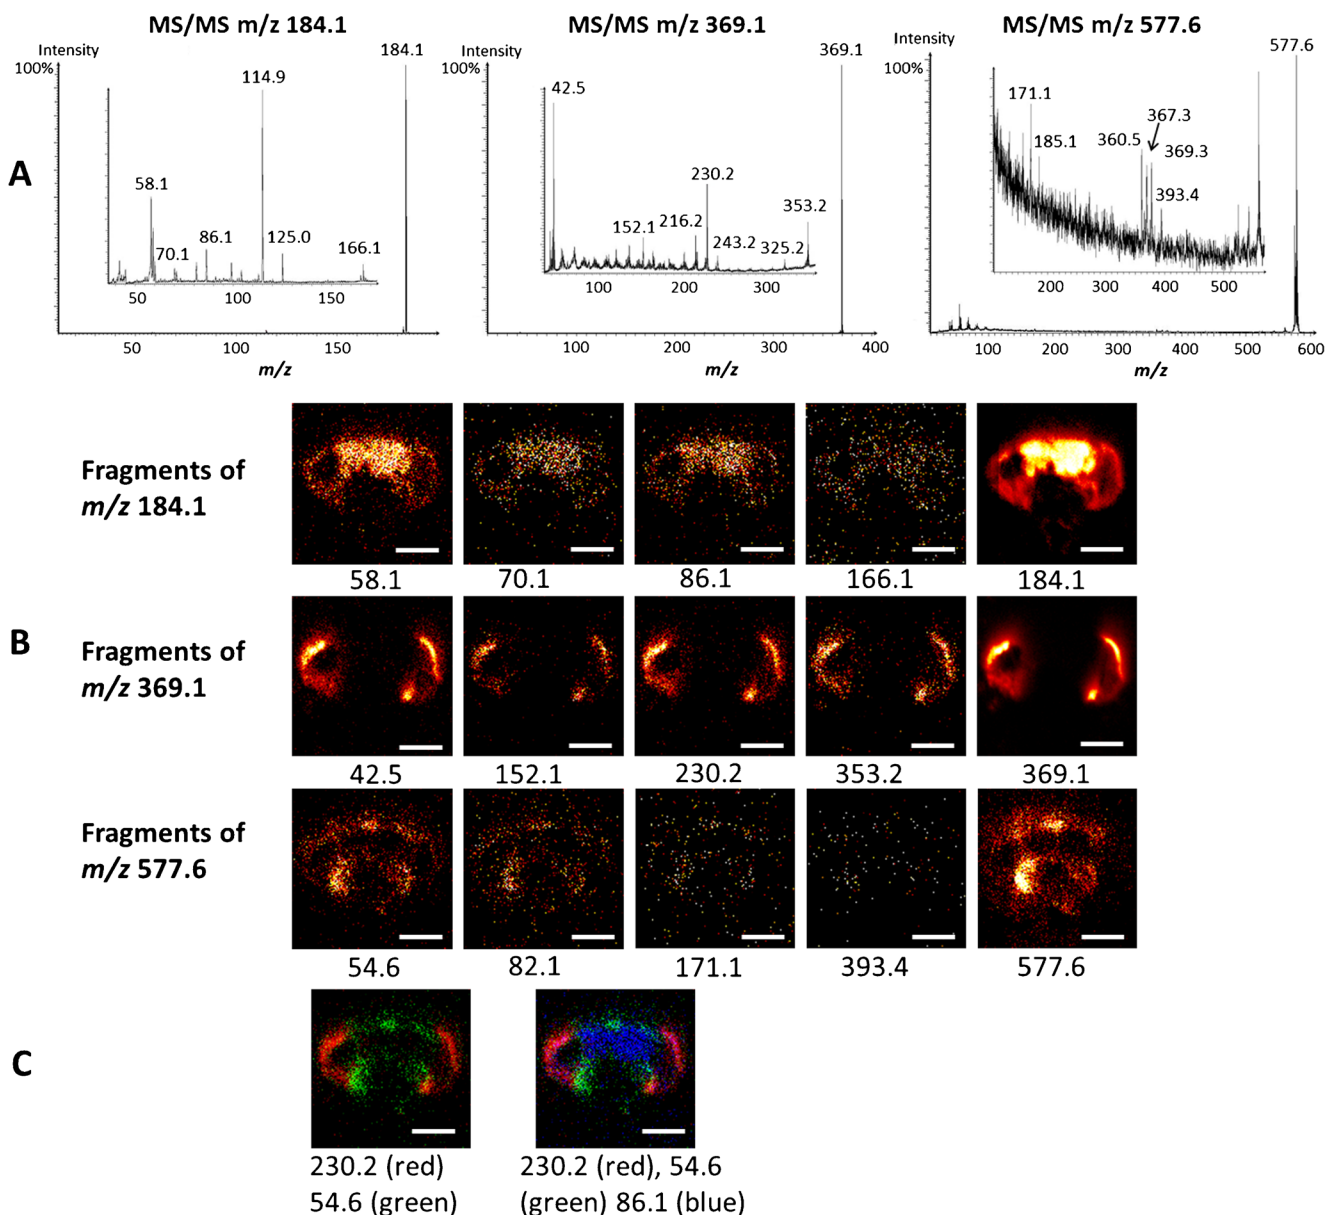 MS/MS m/z 184.1
MS/MS m/z 369.1
MS/MS m/z 577.6
A
Intensity
100%
184.1
114.9
58.1
70.1
86.1
125.0
166.1
50
100
150
50
100
150
m/z
Intensity
100%
369.1
42.5
230.2
353.2
152.1
216.2
243.2
325.2
100
200
300
100
200
300
400
m/z
Intensity
100%
577.6
171.1
185.1
360.5
367.3
369.3
393.4
200
300
400
500
100
200
300
400
500
600
m/z
B
Fragments of
m/z 184.1
58.1
70.1
86.1
166.1
184.1
Fragments of
m/z 369.1
42.5
152.1
230.2
353.2
369.1
Fragments of
m/z 577.6
54.6
82.1
171.1
393.4
577.6
C
230.2 (red)
54.6 (green)
230.2 (red), 54.6
(green) 86.1 (blue)